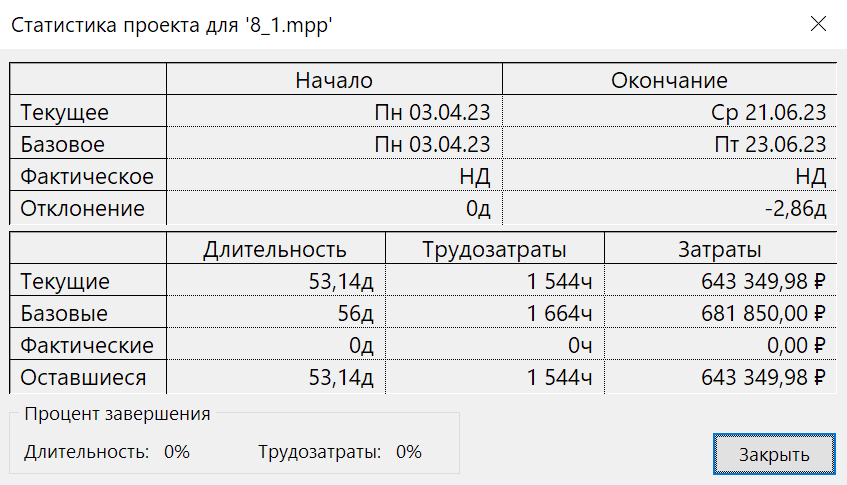 Статистика проекта для '8_1.mpp'
Начало Окончание
Текущее Пн 03.04.23 Ср 21.06.23
Базовое Пн 03.04.23 Пт 23.06.23
Фактическое НД НД
Отклонение 0д -2,86д
Длительность Трудозатраты Затраты
Текущие 53,14д 1 544ч 643 349,98 ₽
Базовые 56д 1 664ч 681 850,00 ₽
Фактические 0д 0ч 0,00 ₽
Оставшиеся 53,14д 1 544ч 643 349,98 ₽
Процент завершения
Длительность: 0% Трудозатраты: 0%
Закрыть